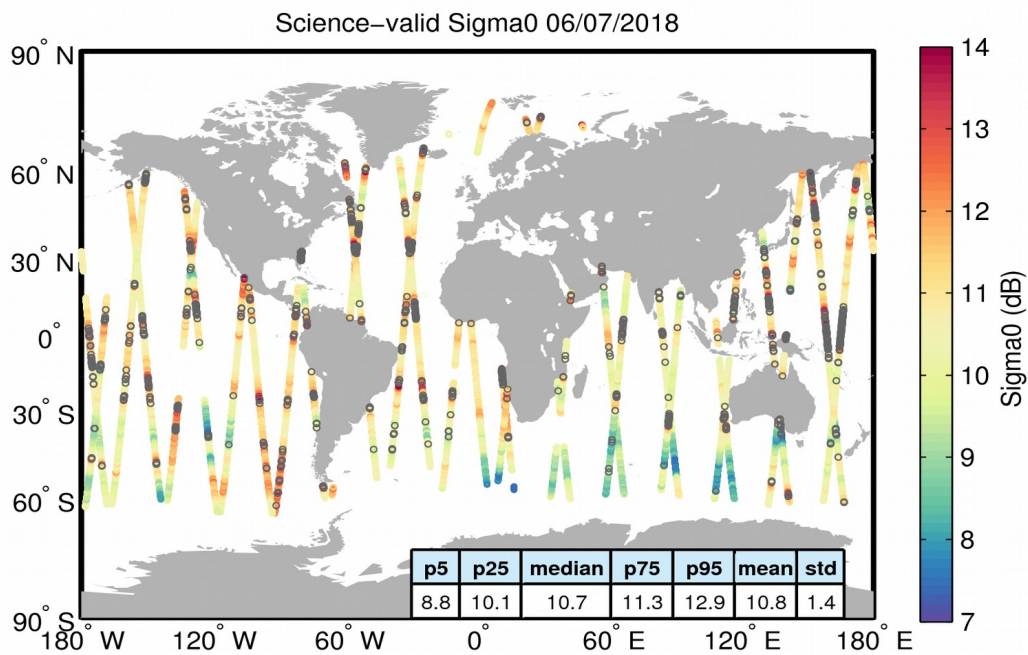 Science−valid Sigma0 06/07/2018
90° N
60° N
30° N
0°
30° S
60° S
90° S
180° W
120° W
60° W
0°
60° E
120° E
180° E
p5 p25 median p75 p95 mean std
8.8 10.1 10.7 11.3 12.9 10.8 1.4
14
13
12
11
10
9
8
7
Sigma0 (dB)